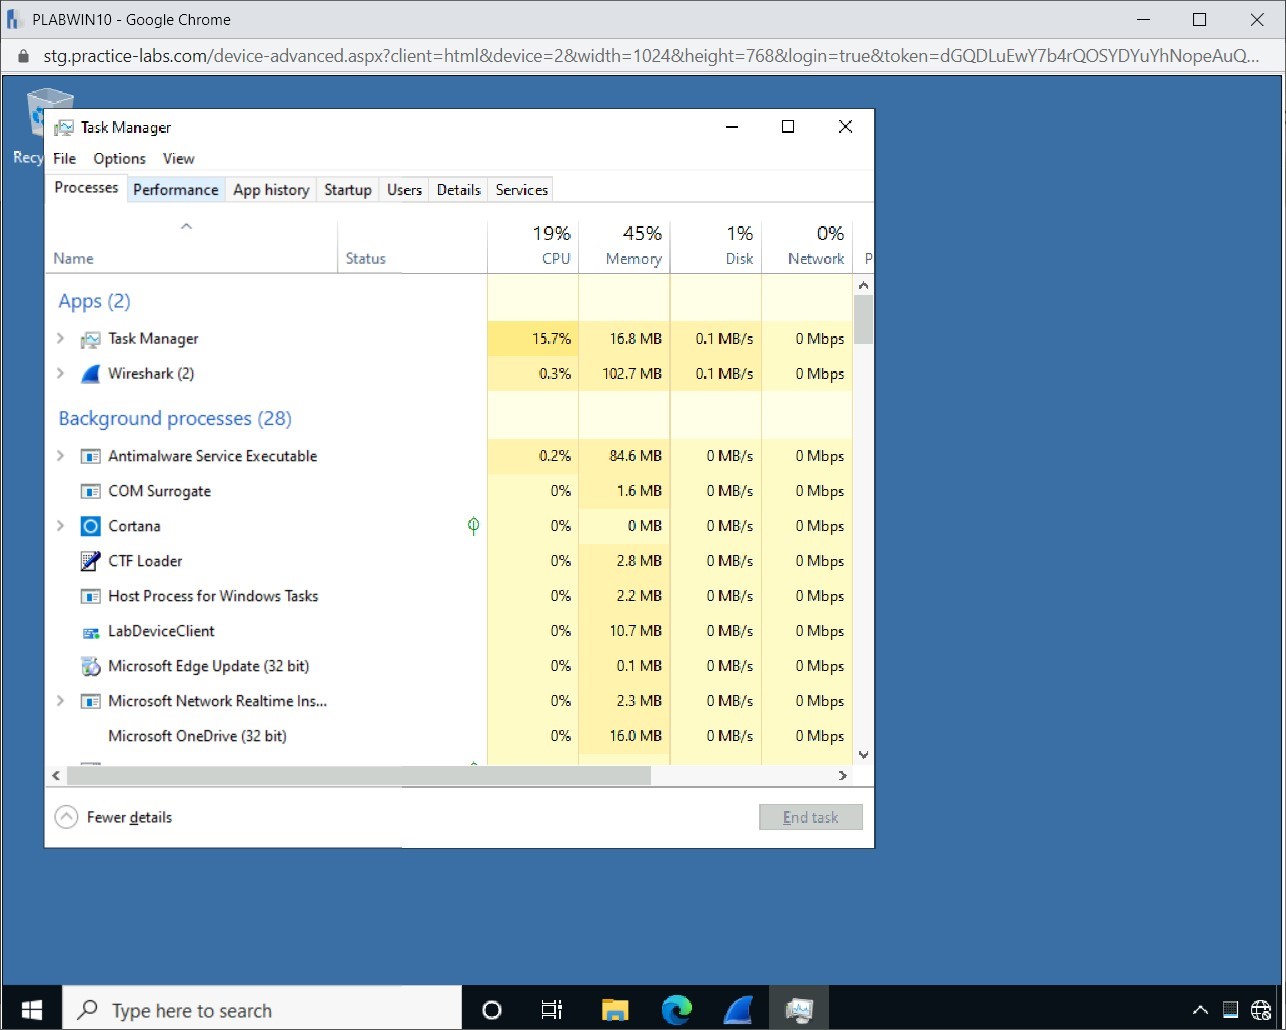 PLABWIN10 - Google Chrome
stg.practice-labs.com/device-advanced.aspx?client=html&device=2&width=1024&height=768&login=true&token=dGQDLuEwY7b4rQOSYDYuYhNopeAuQ...
Recy
Task Manager
File Options View
Processes Performance App history Startup Users Details Services
19% 45% 1% 0%
Name Status CPU Memory Disk Network P
Apps (2)
Task Manager 15.7% 16.8 MB 0.1 MB/s 0 Mbps
Wireshark (2) 0.3% 102.7 MB 0.1 MB/s 0 Mbps
Background processes (28)
Antimalware Service Executable 0.2% 84.6 MB 0 MB/s 0 Mbps
COM Surrogate 0% 1.6 MB 0 MB/s 0 Mbps
Cortana 0% 0 MB 0 MB/s 0 Mbps
CTF Loader 0% 2.8 MB 0 MB/s 0 Mbps
Host Process for Windows Tasks 0% 2.2 MB 0 MB/s 0 Mbps
LabDeviceClient 0% 10.7 MB 0 MB/s 0 Mbps
Microsoft Edge Update (32 bit) 0% 0.1 MB 0 MB/s 0 Mbps
Microsoft Network Realtime Ins... 0% 2.3 MB 0 MB/s 0 Mbps
Microsoft OneDrive (32 bit) 0% 16.0 MB 0 MB/s 0 Mbps
Fewer details End task
Type here to search